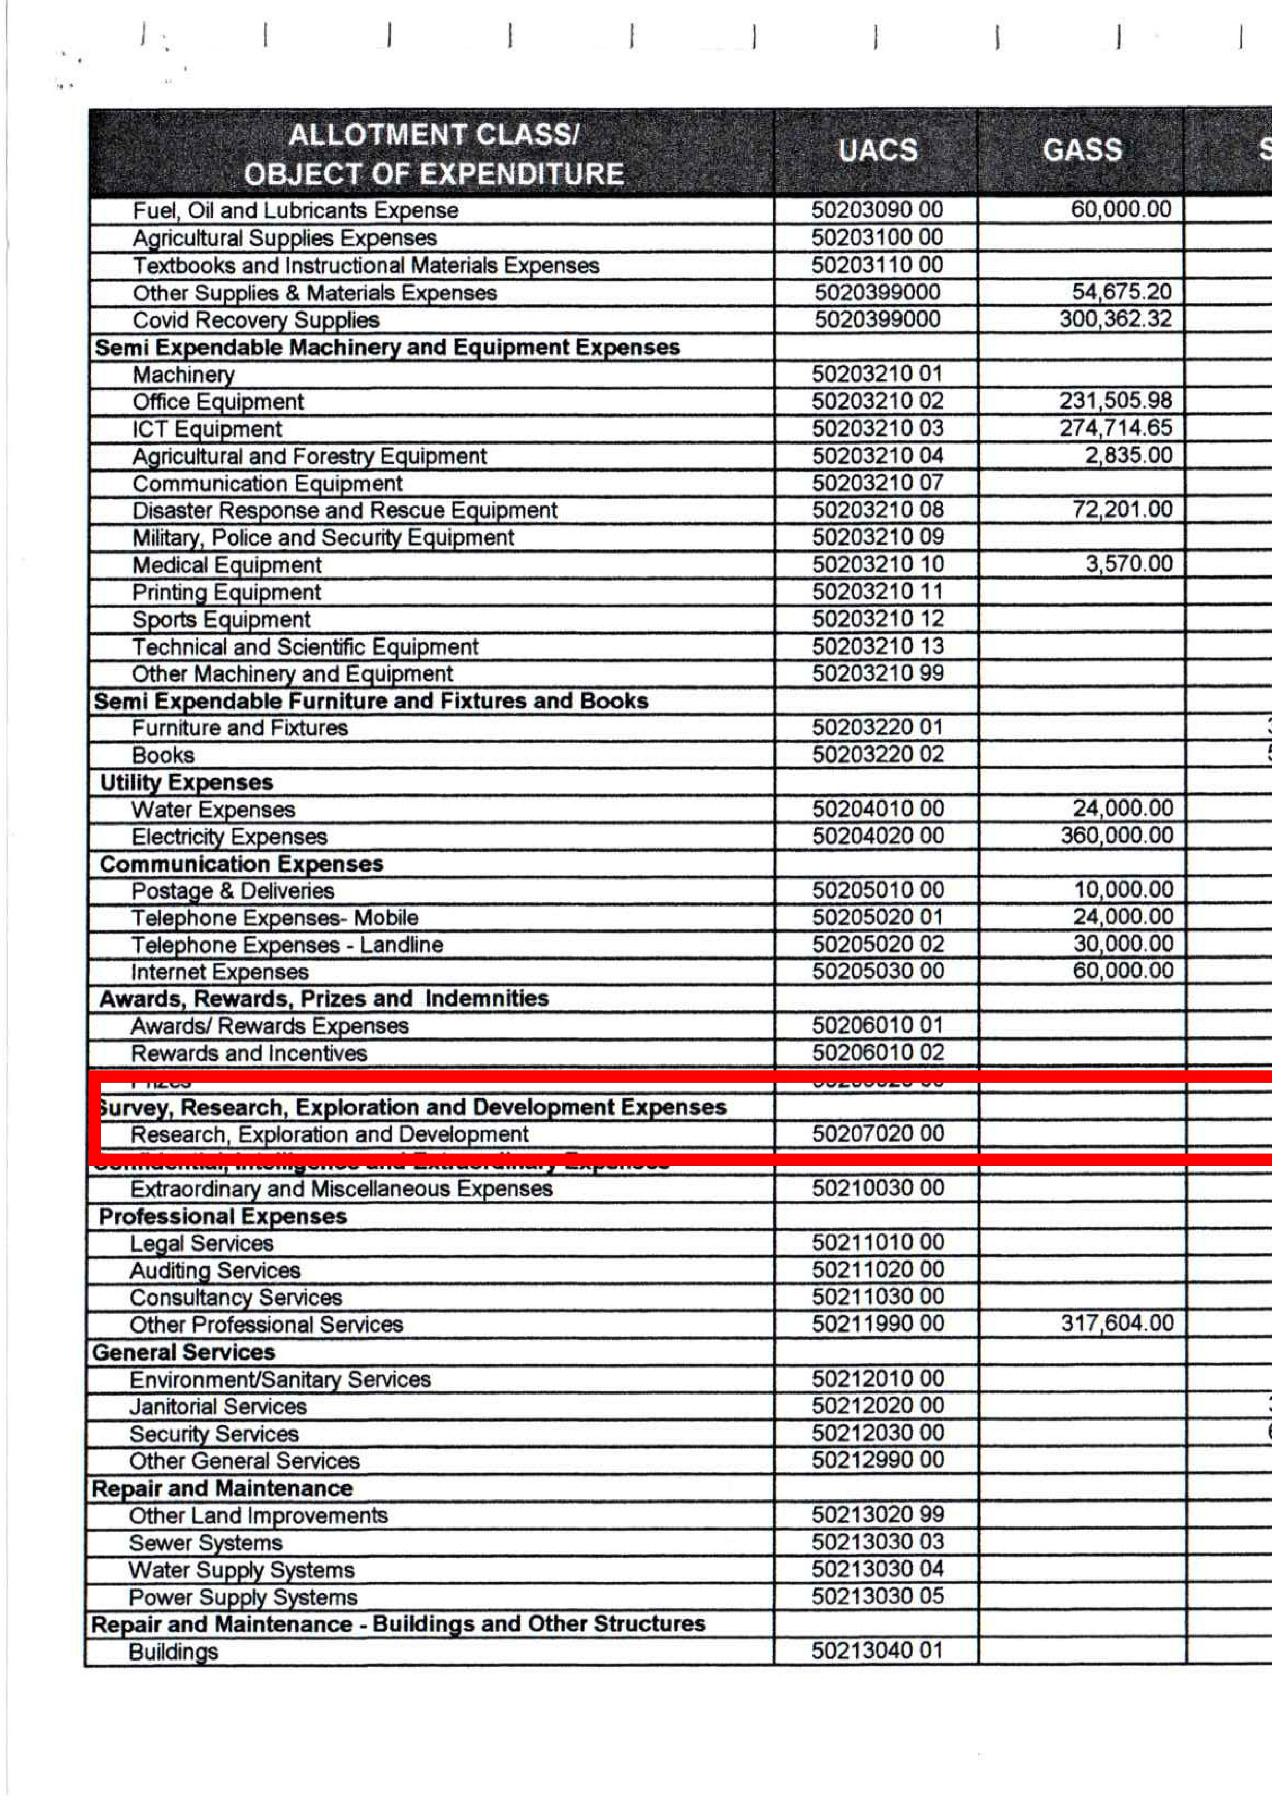 ALLOTMENT CLASS/ OBJECT OF EXPENDITURE UACS GASS S
Fuel, Oil and Lubricants Expense 50203090 00 60,000.00
Agricultural Supplies Expenses 50203100 00
Textbooks and Instructional Materials Expenses 50203110 00
Other Supplies & Materials Expenses 5020399000 54,675.20
Covid Recovery Supplies 5020399000 300,362.32
Semi Expendable Machinery and Equipment Expenses
Machinery 50203210 01
Office Equipment 50203210 02 231,505.98
ICT Equipment 50203210 03 274,714.65
Agricultural and Forestry Equipment 50203210 04 2,835.00
Communication Equipment 50203210 07
Disaster Response and Rescue Equipment 50203210 08 72,201.00
Military, Police and Security Equipment 50203210 09
Medical Equipment 50203210 10 3,570.00
Printing Equipment 50203210 11
Sports Equipment 50203210 12
Technical and Scientific Equipment 50203210 13
Other Machinery and Equipment 50203210 99
Semi Expendable Furniture and Fixtures and Books
Furniture and Fixtures 50203220 01
Books 50203220 02
Utility Expenses
Water Expenses 50204010 00 24,000.00
Electricity Expenses 50204020 00 360,000.00
Communication Expenses
Postage & Deliveries 50205010 00 10,000.00
Telephone Expenses- Mobile 50205020 01 24,000.00
Telephone Expenses - Landline 50205020 02 30,000.00
Internet Expenses 50205030 00 60,000.00
Awards, Rewards, Prizes and Indemnities
Awards/ Rewards Expenses 50206010 01
Rewards and Incentives 50206010 02
Prizes
Survey, Research, Exploration and Development Expenses
Research, Exploration and Development 50207020 00
Confidential, Intelligence and Extraordinary Expenses
Extraordinary and Miscellaneous Expenses 50210030 00
Professional Expenses
Legal Services 50211010 00
Auditing Services 50211020 00
Consultancy Services 50211030 00
Other Professional Services 50211990 00 317,604.00
General Services
Environment/Sanitary Services 50212010 00
Janitorial Services 50212020 00
Security Services 50212030 00
Other General Services 50212990 00
Repair and Maintenance
Other Land Improvements 50213020 99
Sewer Systems 50213030 03
Water Supply Systems 50213030 04
Power Supply Systems 50213030 05
Repair and Maintenance - Buildings and Other Structures
Buildings 50213040 01